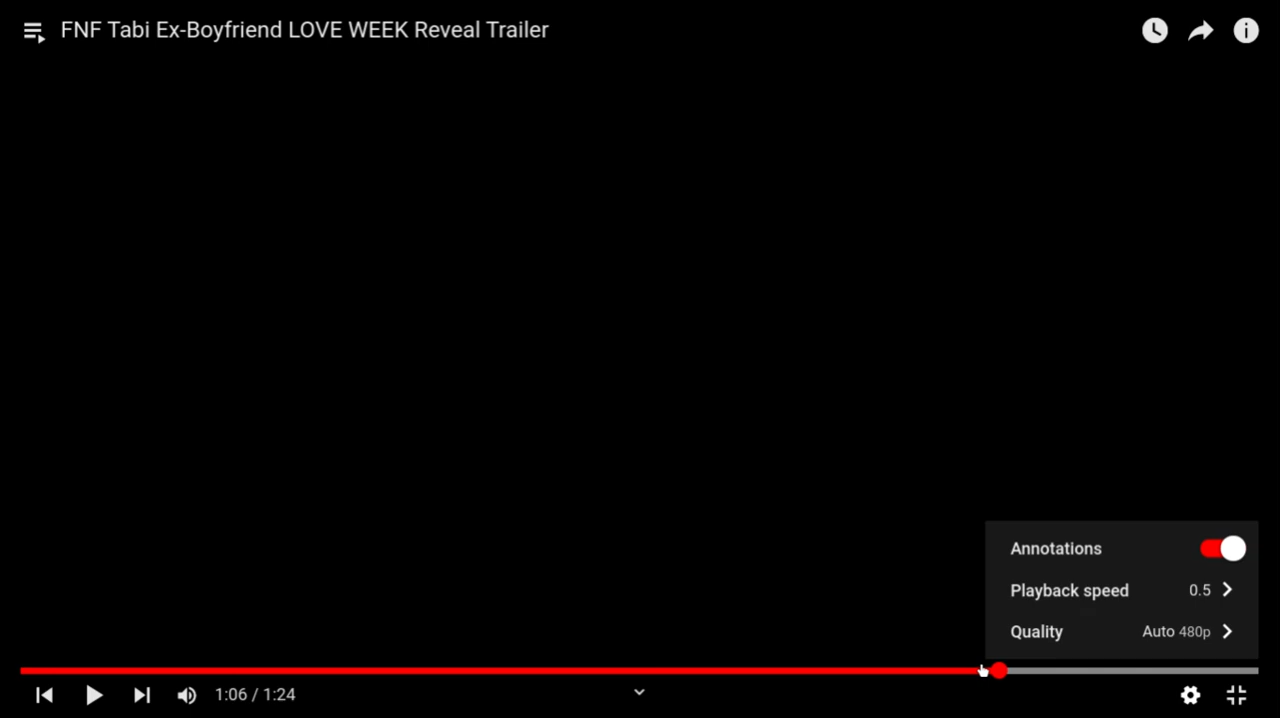 FNF Tabi Ex-Boyfriend LOVE WEEK Reveal Trailer
Annotations
Playback speed 0.5
Quality Auto 480p
1:06 / 1:24